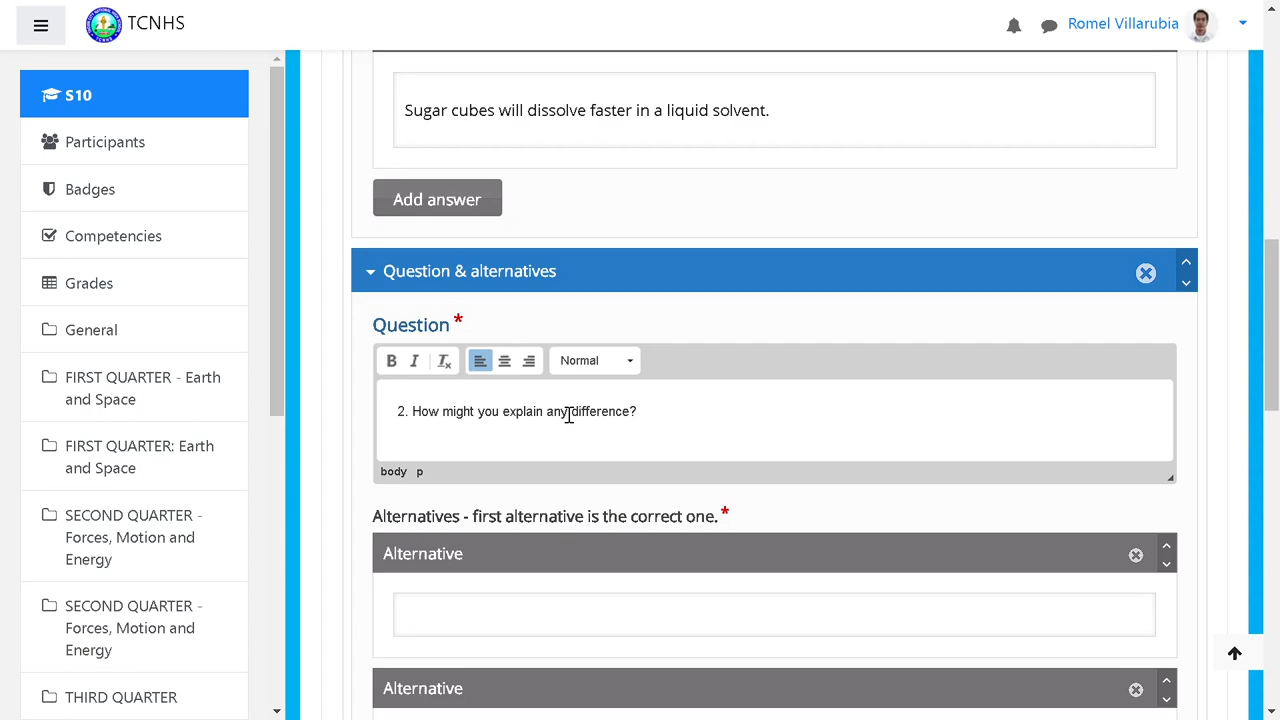 TCNHS
Romel Villarubia
S10
Participants
Badges
Competencies
Grades
General
FIRST QUARTER - Earth
and Space
FIRST QUARTER: Earth
and Space
SECOND QUARTER -
Forces, Motion and
Energy
SECOND QUARTER -
Forces, Motion and
Energy
THIRD QUARTER
Sugar cubes will dissolve faster in a liquid solvent.
Add answer
Question & alternatives
Question *
B I Tx Normal
2. How might you explain any difference?
body p
Alternatives - first alternative is the correct one. *
Alternative
Alternative